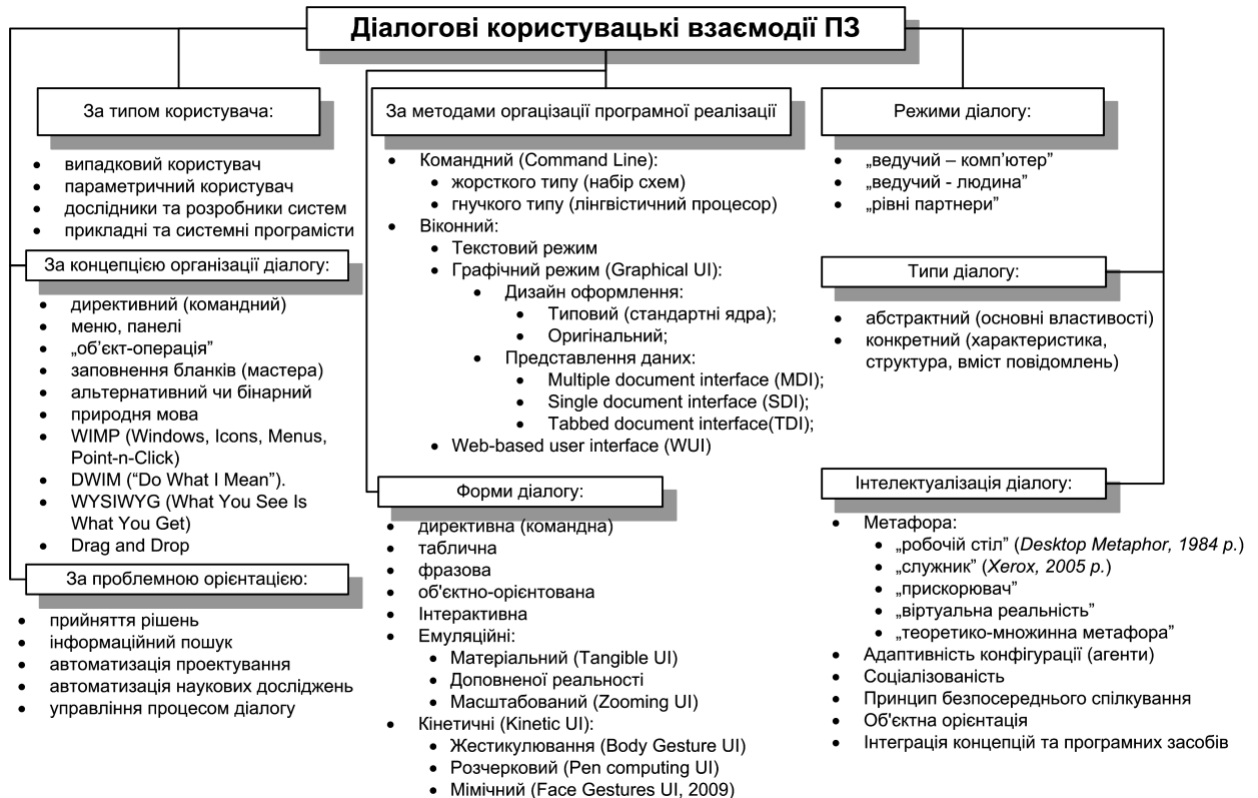 Діалогові користувацькі взаємодії ПЗ
За типом користувача:
• випадковий користувач
• параметричний користувач
• дослідники та розробники систем
• прикладні та системні програмісти
За концепцією організації діалогу:
• директивний (командний)
• меню, панелі
• „об’єкт-операція”
• заповнення бланків (мастера)
• альтернативний чи бінарний
• природня мова
• WIMP (Windows, Icons, Menus,
Point-n-Click)
• DWIM (“Do What I Mean”).
• WYSIWYG (What You See Is
What You Get)
• Drag and Drop
За проблемною орієнтацією:
• прийняття рішень
• інформаційний пошук
• автоматизація проектування
• автоматизація наукових досліджень
• управління процесом діалогу
За методами оргацізації програмної реалізації
• Командний (Command Line):
• жорсткого типу (набір схем)
• гнучкого типу (лінгвістичний процесор)
• Віконний:
• Текстовий режим
• Графічний режим (Graphical UI):
• Дизайн оформлення:
• Типовий (стандартні ядра);
• Оригінальний;
• Представлення даних:
• Multiple document interface (MDI);
• Single document interface (SDI);
• Tabbed document interface(TDI);
• Web-based user interface (WUI)
Форми діалогу:
• директивна (командна)
• таблична
• фразова
• об'єктно-орієнтована
• Інтерактивна
• Емуляційні:
• Матеріальний (Tangible UI)
• Доповненої реальності
• Масштабований (Zooming UI)
• Кінетичні (Kinetic UI):
• Жестикулювання (Body Gesture UI)
• Розчерковий (Pen computing UI)
• Мімічний (Face Gestures UI, 2009)
Режими діалогу:
• „ведучий – комп’ютер”
• „ведучий - людина”
• „рівні партнери”
Типи діалогу:
• абстрактний (основні властивості)
• конкретний (характеристика,
структура, вміст повідомлень)
Інтелектуалізація діалогу:
• Метафора:
• „робочій стіл” (Desktop Metaphor, 1984 р.)
• „служник” (Xerox, 2005 р.)
• „прискорювач”
• „віртуальна реальність”
• „теоретико-множинна метафора”
• Адаптивність конфігурації (агенти)
• Соціалізованість
• Принцип безпосереднього спілкування
• Об'єктна орієнтація
• Інтеграція концепцій та програмних засобів